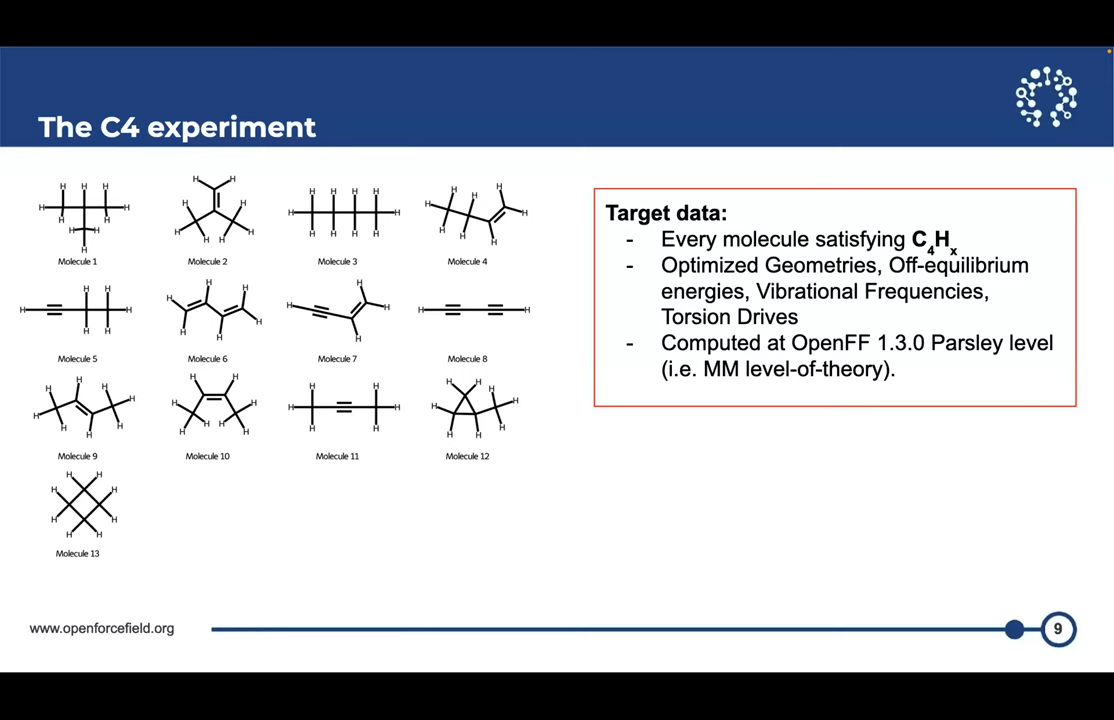 The C4 experiment
Molecule 1
Molecule 2
Molecule 3
Molecule 4
Molecule 5
Molecule 6
Molecule 7
Molecule 8
Molecule 9
Molecule 10
Molecule 11
Molecule 12
Molecule 13
Target data:
- Every molecule satisfying C4Hx
- Optimized Geometries, Off-equilibrium
energies, Vibrational Frequencies,
Torsion Drives
- Computed at OpenFF 1.3.0 Parsley level
(i.e. MM level-of-theory).
www.openforcefield.org
9